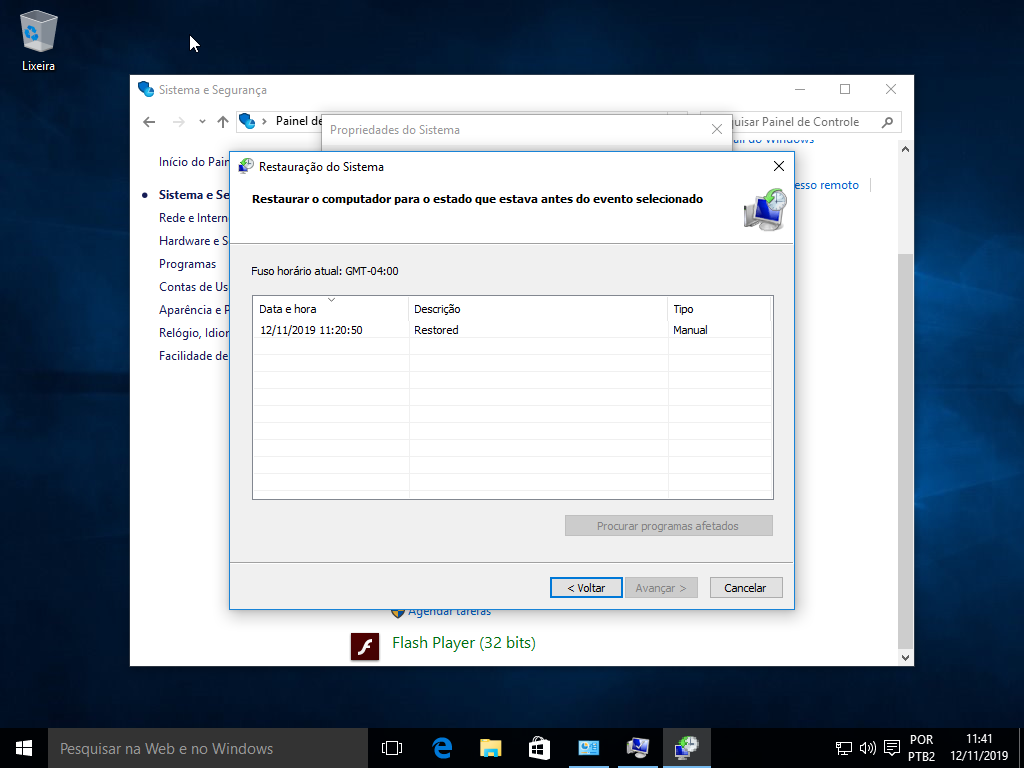 Lixeira
Sistema e Segurança
Painel de
uisar Painel de Controle
Propriedades do Sistema
Início do Pain
esso remoto
Restauração do Sistema
Restaurar o computador para o estado que estava antes do evento selecionado
Sistema e Se
Rede e Intern
Hardware e S
Programas
Contas de Us
Aparência e P
Relógio, Idion
Facilidade de
Fuso horário atual: GMT-04:00
Data e hora Descrição Tipo
12/11/2019 11:20:50 Restored Manual
Procurar programas afetados
< Voltar Avançar > Cancelar
Agendar tarefas
Flash Player (32 bits)
Pesquisar na Web e no Windows
POR
PTB2
11:41
12/11/2019